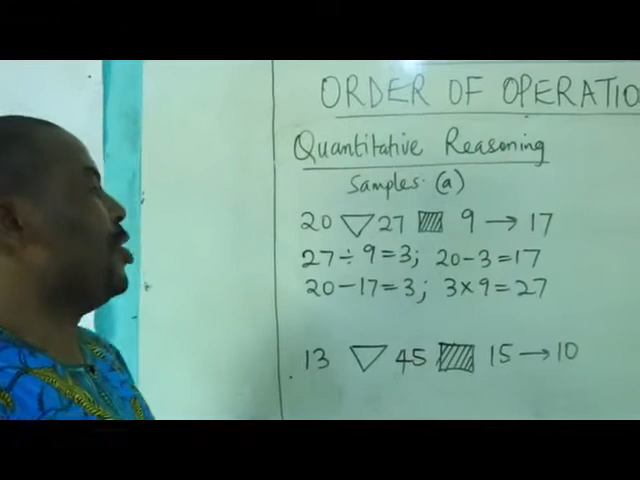 ORDER OF OPERATIO
Quantitative Reasoning
Samples (a)
20 ▽ 27 ▨ 9 → 17
27 ÷ 9 = 3; 20 - 3 = 17
20 - 17 = 3; 3 × 9 = 27
13 ▽ 45 ▨ 15 → 10